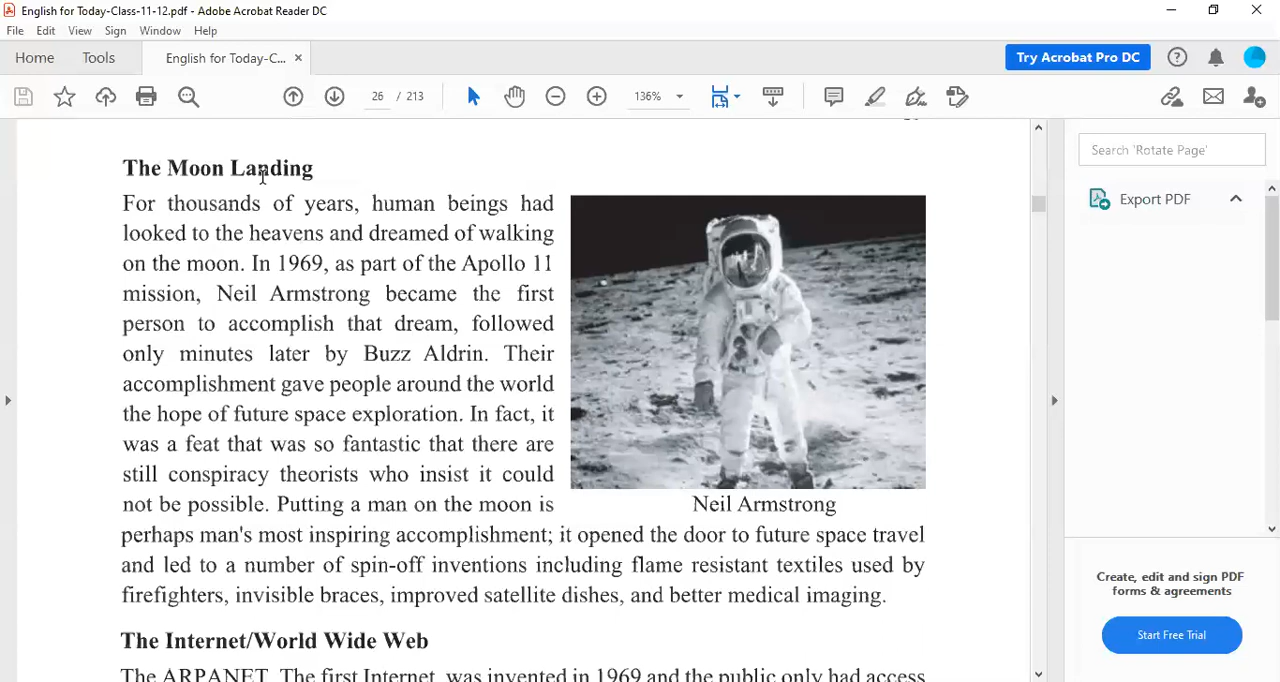 English for Today-Class-11-12.pdf - Adobe Acrobat Reader DC
File Edit View Sign Window Help
Home Tools English for Today-C... × Try Acrobat Pro DC
26 / 213 136%
The Moon Landing
For thousands of years, human beings had
looked to the heavens and dreamed of walking
on the moon. In 1969, as part of the Apollo 11
mission, Neil Armstrong became the first
person to accomplish that dream, followed
only minutes later by Buzz Aldrin. Their
accomplishment gave people around the world
the hope of future space exploration. In fact, it
was a feat that was so fantastic that there are
still conspiracy theorists who insist it could
not be possible. Putting a man on the moon is
Neil Armstrong
perhaps man's most inspiring accomplishment; it opened the door to future space travel
and led to a number of spin-off inventions including flame resistant textiles used by
firefighters, invisible braces, improved satellite dishes, and better medical imaging.
The Internet/World Wide Web
The ARPANET, The first Internet, was invented in 1969 and the public only had access
Search 'Rotate Page'
Export PDF
Create, edit and sign PDF
forms & agreements
Start Free Trial